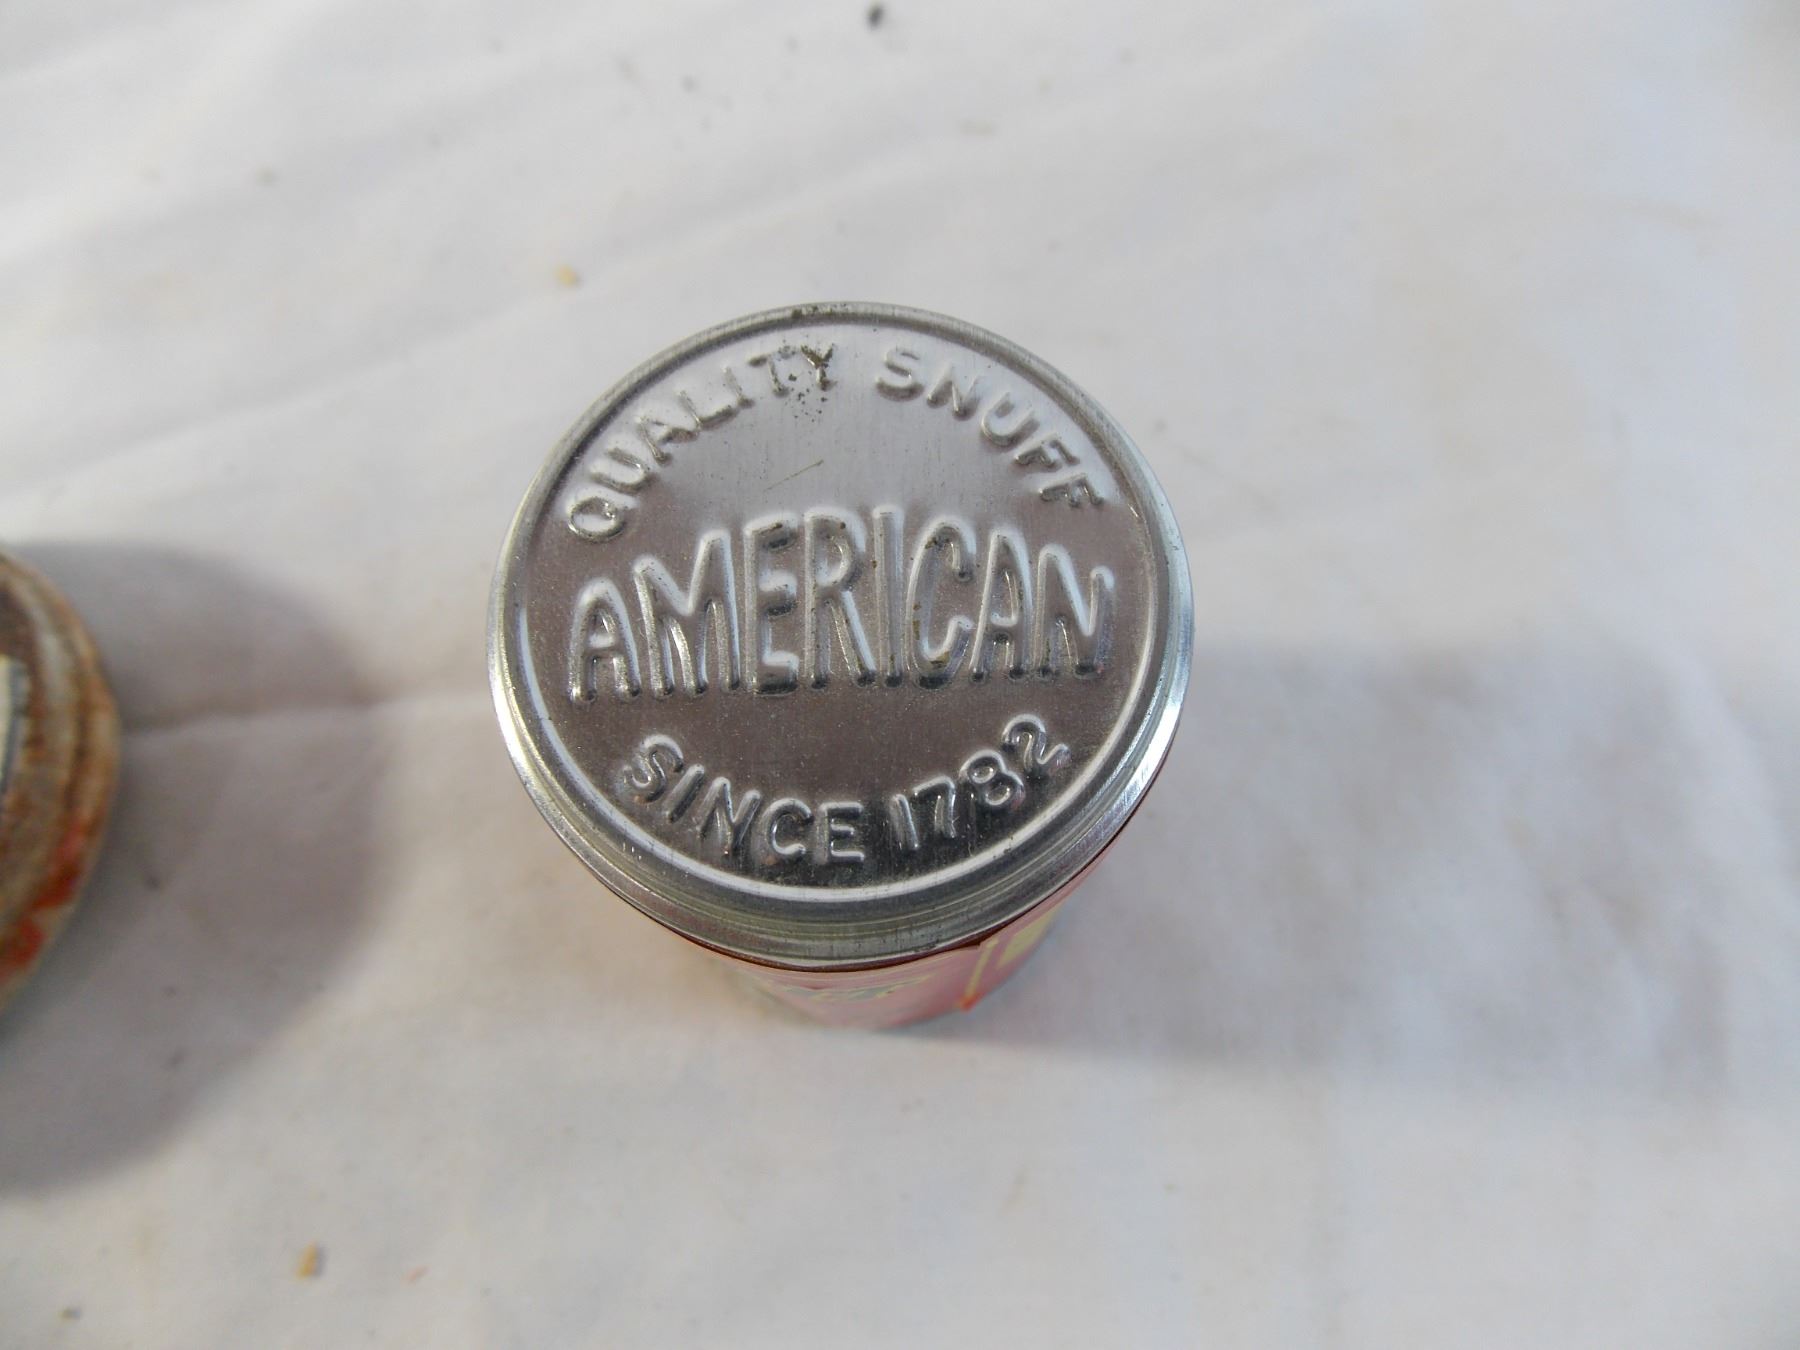 QUALITY SNUFF
AMERICAN
SINCE 1782